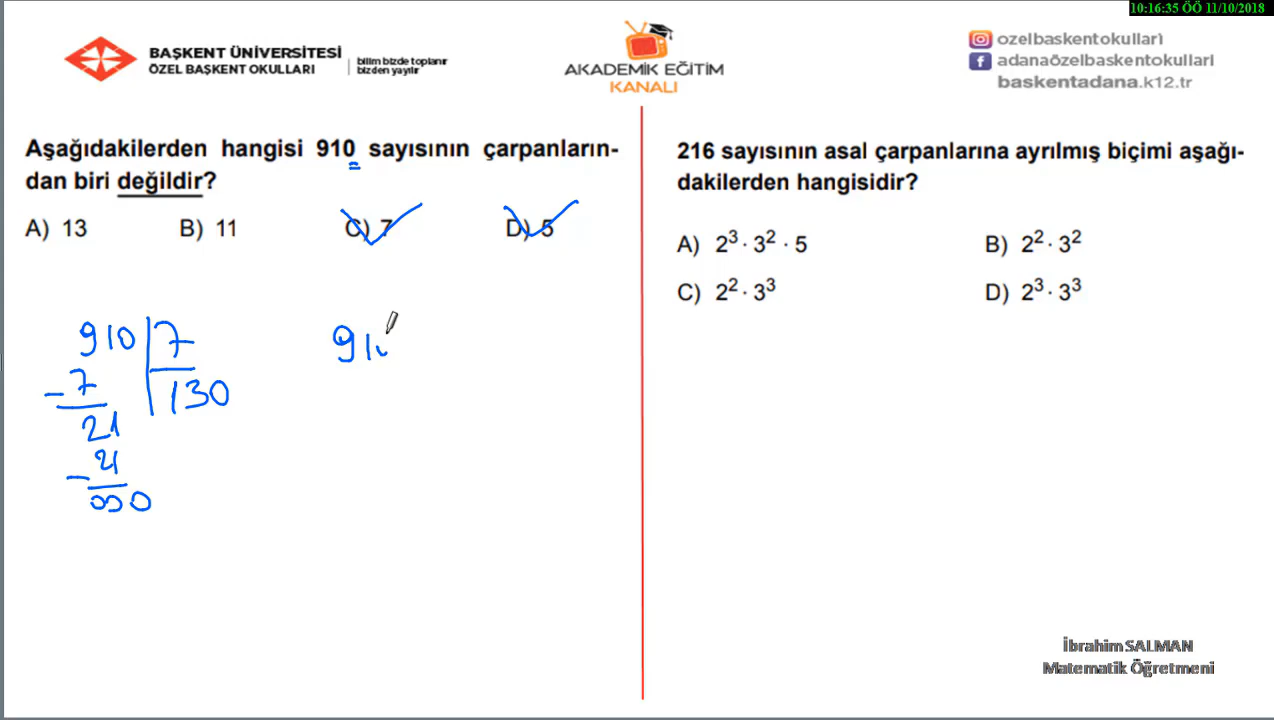 10:16:35 ÖÖ 11/10/2018
BAŞKENT ÜNİVERSİTESİ
ÖZEL BAŞKENT OKULLARI
bilim bizde toplanır
bizden yayılır
AKADEMİK EĞİTİM
KANALI
ozelbaskentokullari
adanaözelbaskentokullari
baskentadana.k12.tr
Aşağıdakilerden hangisi 910 sayısının çarpanların-
dan biri değildir?
A) 13 B) 11 C) 7 D) 5
910 7
-7 130
21
-21
000
910
216 sayısının asal çarpanlarına ayrılmış biçimi aşağı-
dakilerden hangisidir?
A) 2³ · 3² · 5 B) 2² · 3²
C) 2² · 3³ D) 2³ · 3³
İbrahim SALMAN
Matematik Öğretmeni